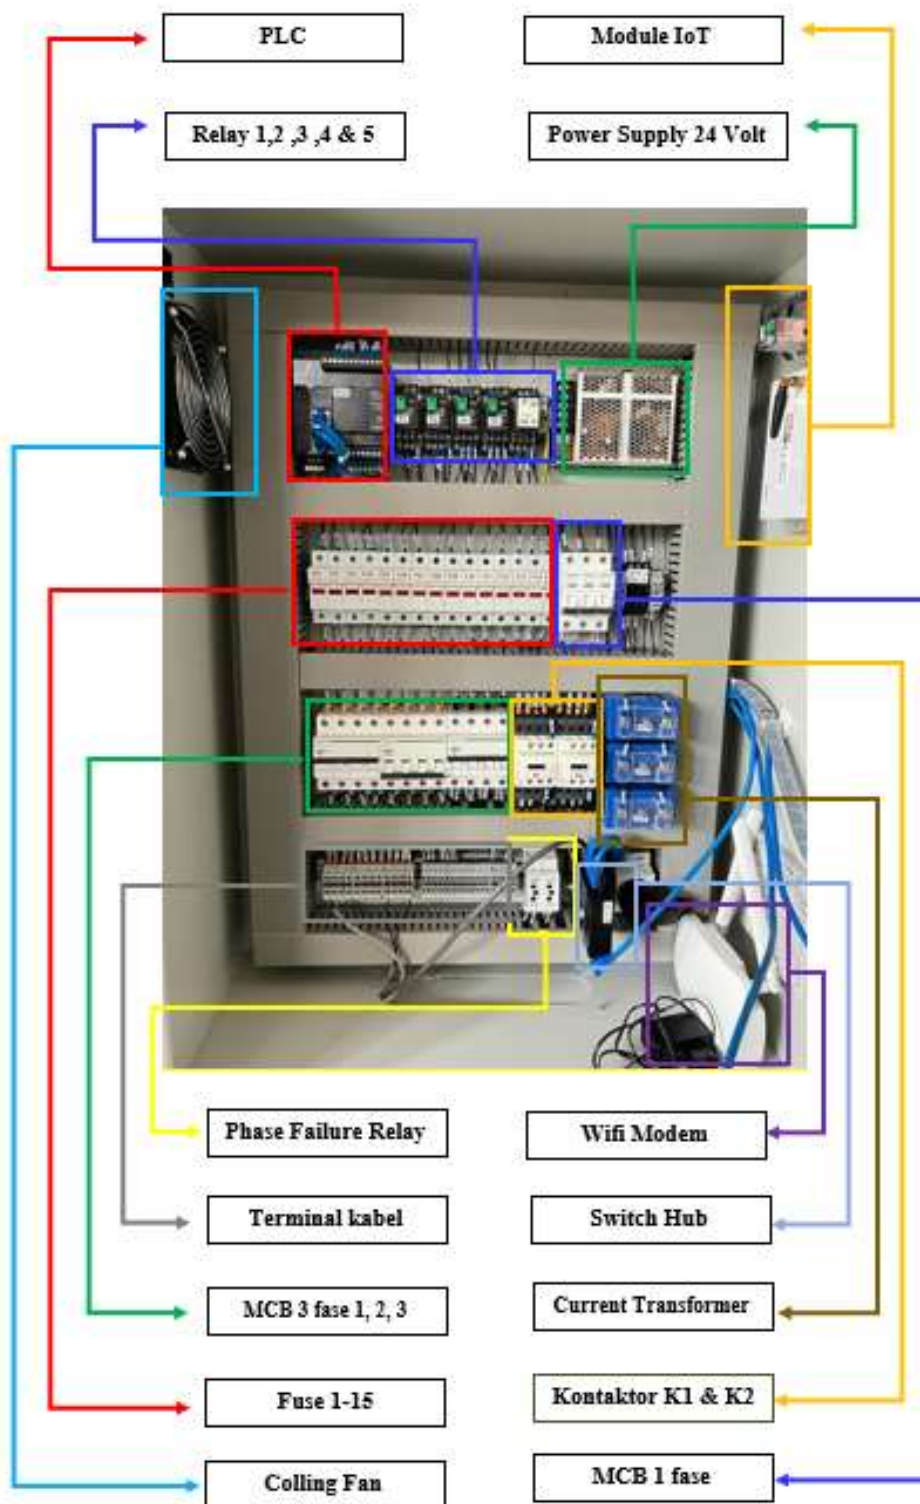 PLC
Module IoT
Relay 1,2 ,3 ,4 & 5
Power Supply 24 Volt
Phase Failure Relay
Wifi Modem
Terminal kabel
Switch Hub
MCB 3 fase 1, 2, 3
Current Transformer
Fuse 1-15
Kontaktor K1 & K2
Colling Fan
MCB 1 fase